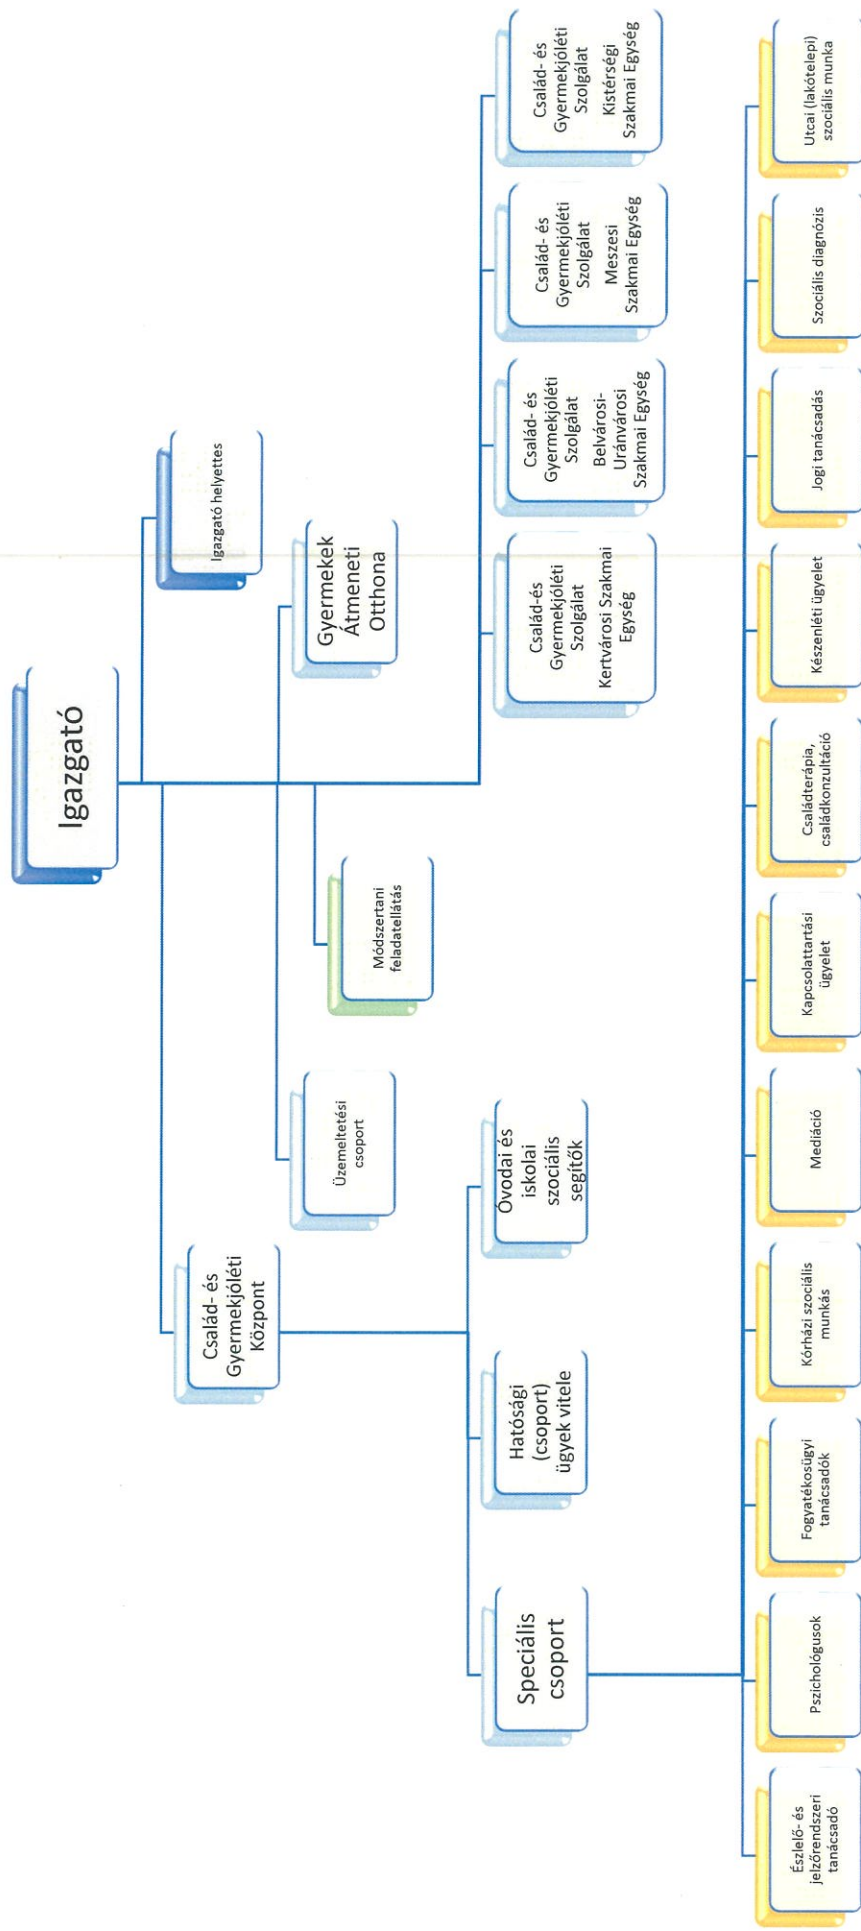 Igazgató
Igazgató helyettes
Család- és
Gyermekjóléti
Központ
Üzemeltetési
csoport
Gyermekek
Átmeneti
Otthona
Módszertani
feladatellátás
Speciális
csoport
Hatósági
(csoport)
ügyek vitele
Óvodai és
iskolai
szociális
segítők
Család-és
Gyermekjóléti
Szolgálat
Kertvárosi Szakmai
Egység
Család- és
Gyermekjóléti
Szolgálat
Belvárosi-
Uránvárosi
Szakmai Egység
Család- és
Gyermekjóléti
Szolgálat
Meszesi
Szakmai Egység
Család- és
Gyermekjóléti
Szolgálat
Kistérségi
Szakmai Egység
Észlelő- és
jelzőrendszeri
tanácsadó
Pszichológusok
Fogyatékosügyi
tanácsadók
Kórházi szociális
munkás
Mediáció
Kapcsolattartási
ügyelet
Családterápia,
családkonzultáció
Készenléti ügyelet
Jogi tanácsadás
Szociális diagnózis
Utcai (lakótelepi)
szociális munka